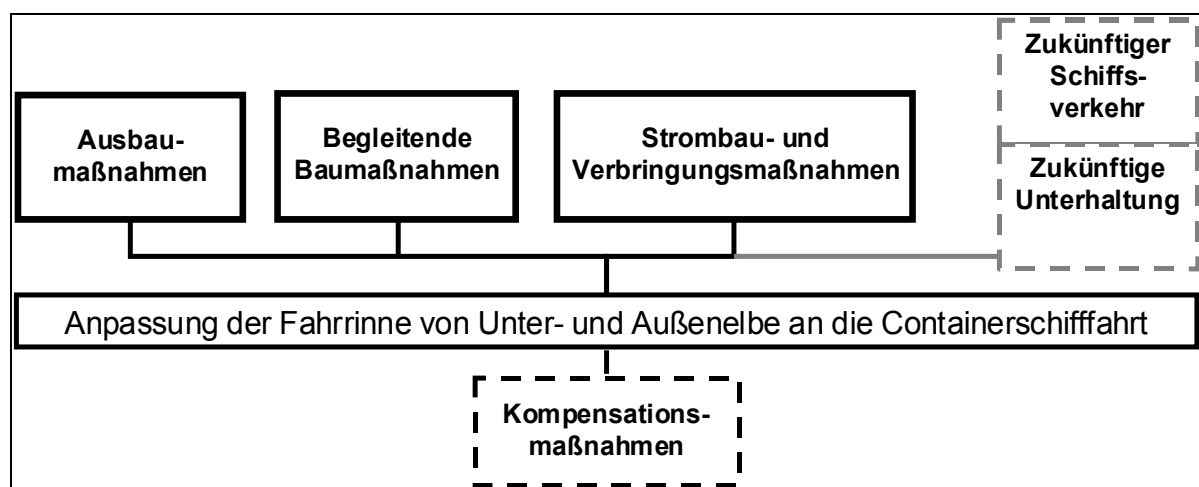 Ausbau-
maßnahmen
Begleitende
Baumaßnahmen
Strombau- und
Verbringungsmaßnahmen
Zukünftiger
Schiffs-
verkehr
Zukünftige
Unterhaltung
Anpassung der Fahrrinne von Unter- und Außenelbe an die Containerschifffahrt
Kompensations-
maßnahmen